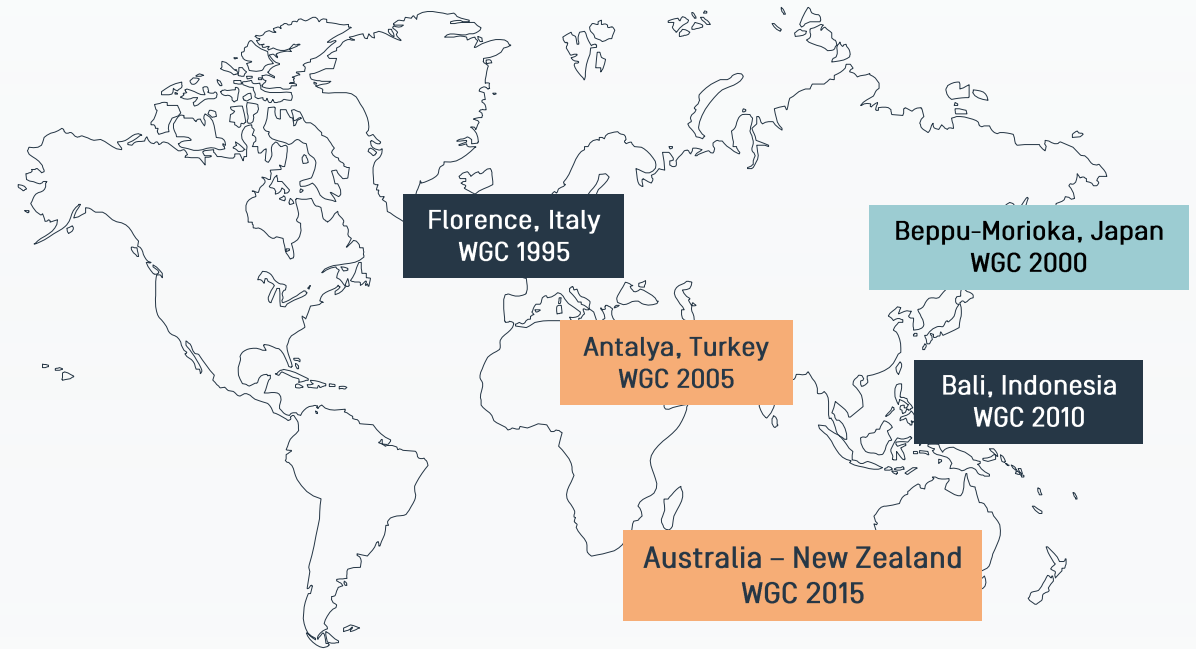 Florence, Italy
WGC 1995
Beppu-Morioka, Japan
WGC 2000
Antalya, Turkey
WGC 2005
Bali, Indonesia
WGC 2010
Australia – New Zealand
WGC 2015